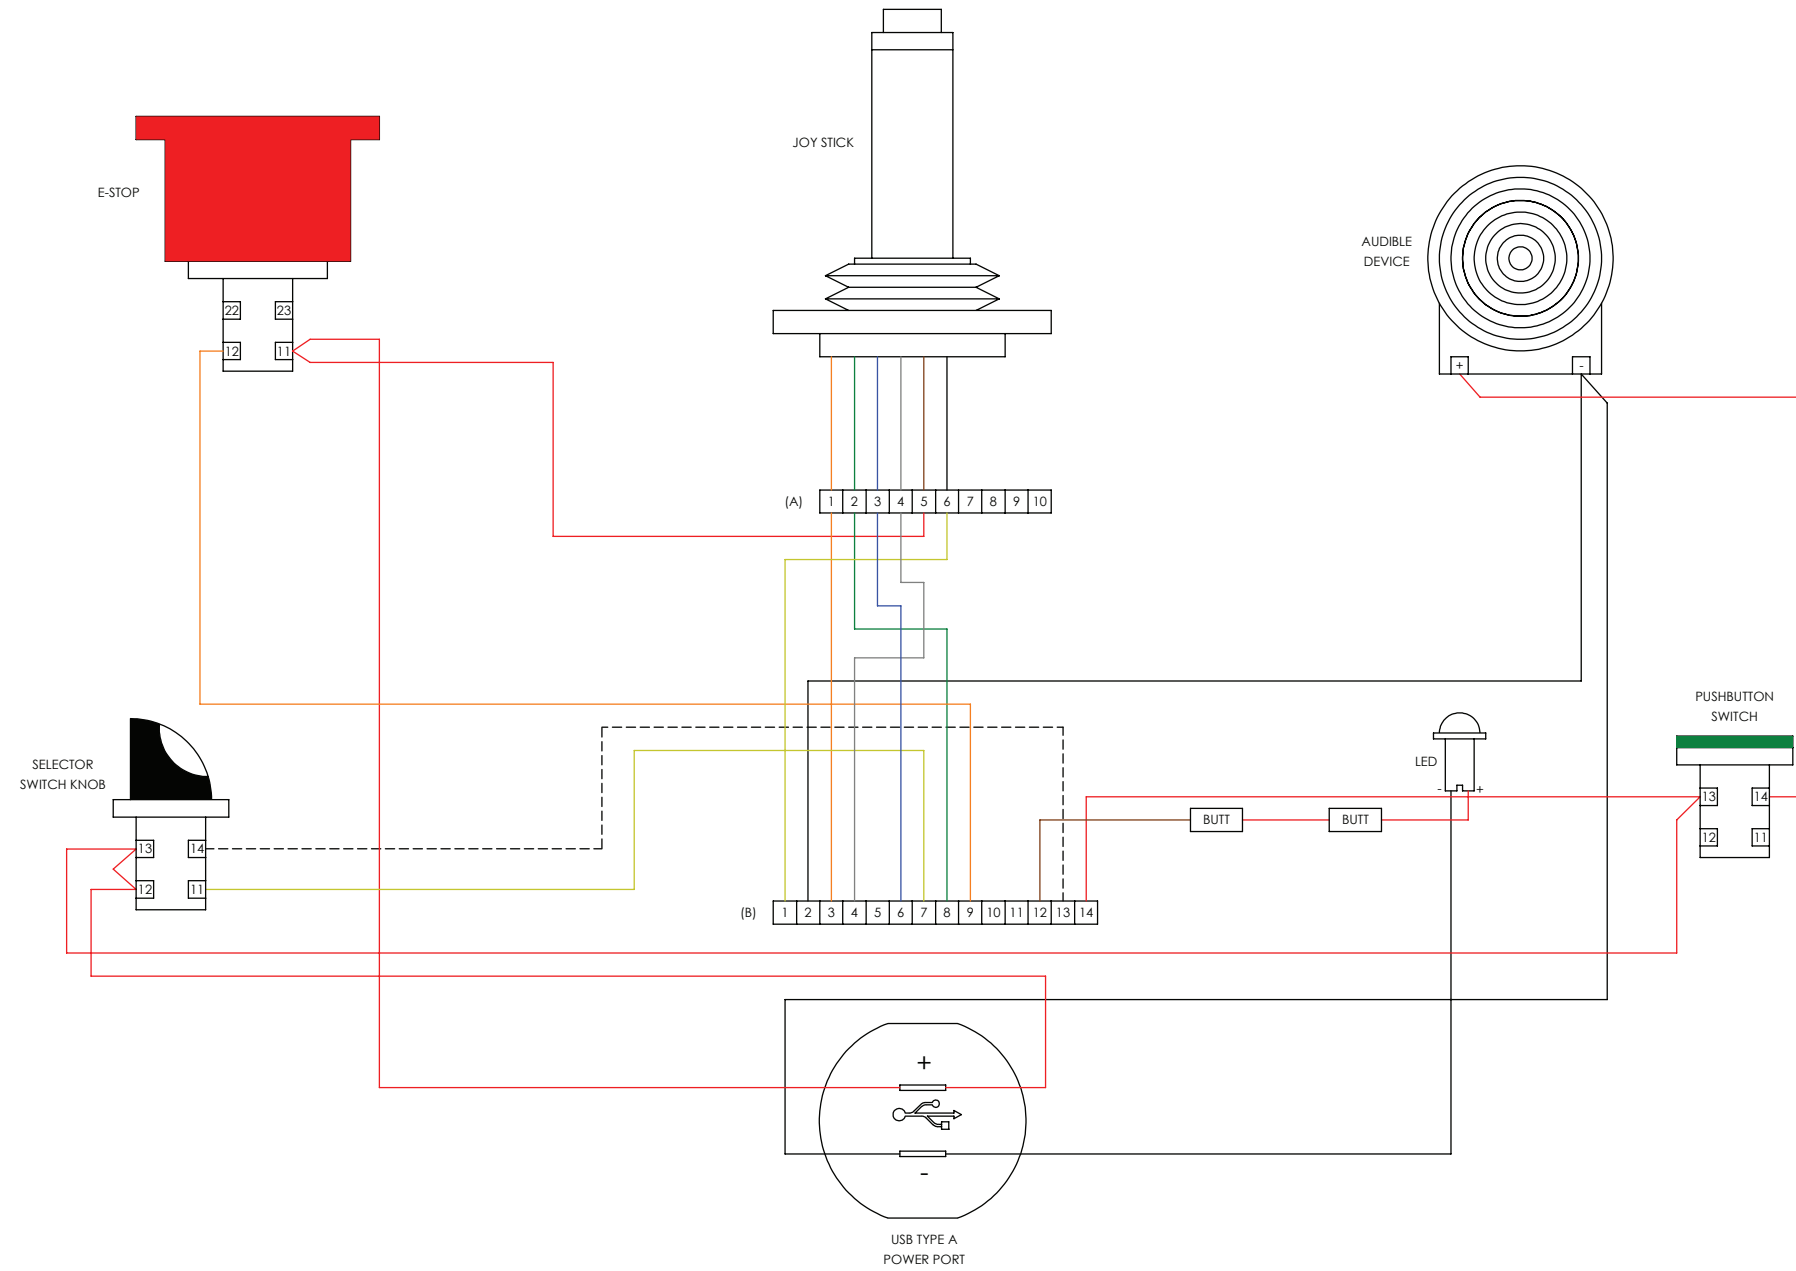 JOY STICK
E-STOP
AUDIBLE
DEVICE
22 23
12 11
+ -
(A) 1 2 3 4 5 6 7 8 9 10
PUSHBUTTON
SWITCH
SELECTOR
SWITCH KNOB
LED
- +
13 14
12 11
BUTT BUTT
13 14
12 11
(B) 1 2 3 4 5 6 7 8 9 10 11 12 13 14
+
-
USB TYPE A
POWER PORT